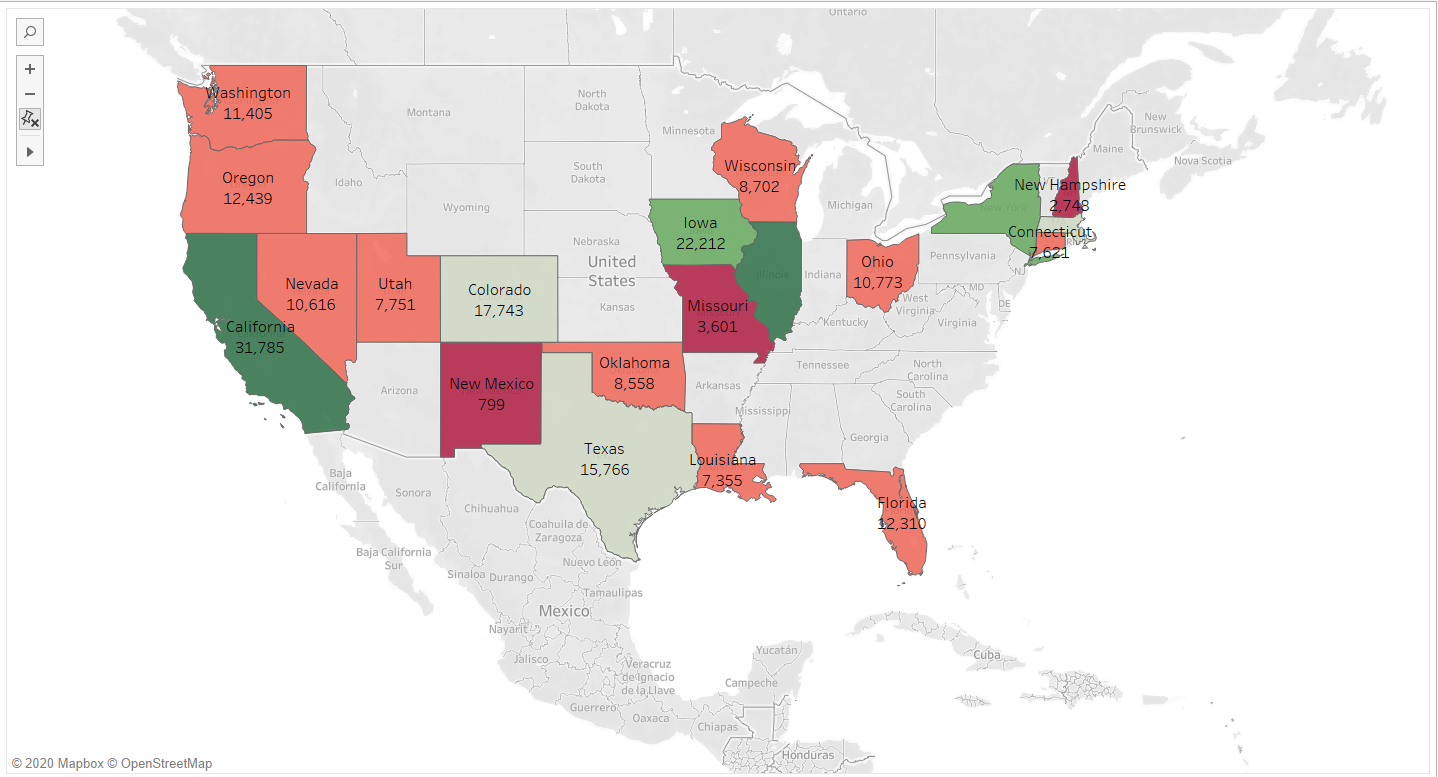 Ontario
Washington
11,405
Montana
North
Dakota
Minnesota
New
Brunswick
Maine
Nova Scotia
Oregon
12,439
Idaho
South
Dakota
Wisconsin
8,702
Michigan
New York
New Hampshire
2,748
Wyoming
Iowa
22,212
Connecticut
7,621
Nebraska
United
States
Illinois
Indiana
Ohio
10,773
Pennsylvania
NJ
MD
DE
Nevada
10,616
Utah
7,751
Colorado
17,743
Kansas
Missouri
3,601
West
Virginia
Virginia
Kentucky
California
31,785
Arizona
New Mexico
799
Oklahoma
8,558
Arkansas
Tennessee
North
Carolina
South
Carolina
Mississippi
Georgia
Texas
15,766
Louisiana
7,355
Florida
12,310
Baja
California
Sonora
Chihuahua
Coahuila de
Zaragoza
Baja California
Sur
Sinaloa
Durango
Nuevo León
Tamaulipas
Mexico
Nayarit
Jalisco
Veracruz
de Ignacio
de la Llave
Yucatán
Campeche
Cuba
Guerrero
Oaxaca
Chiapas
Honduras
© 2020 Mapbox © OpenStreetMap